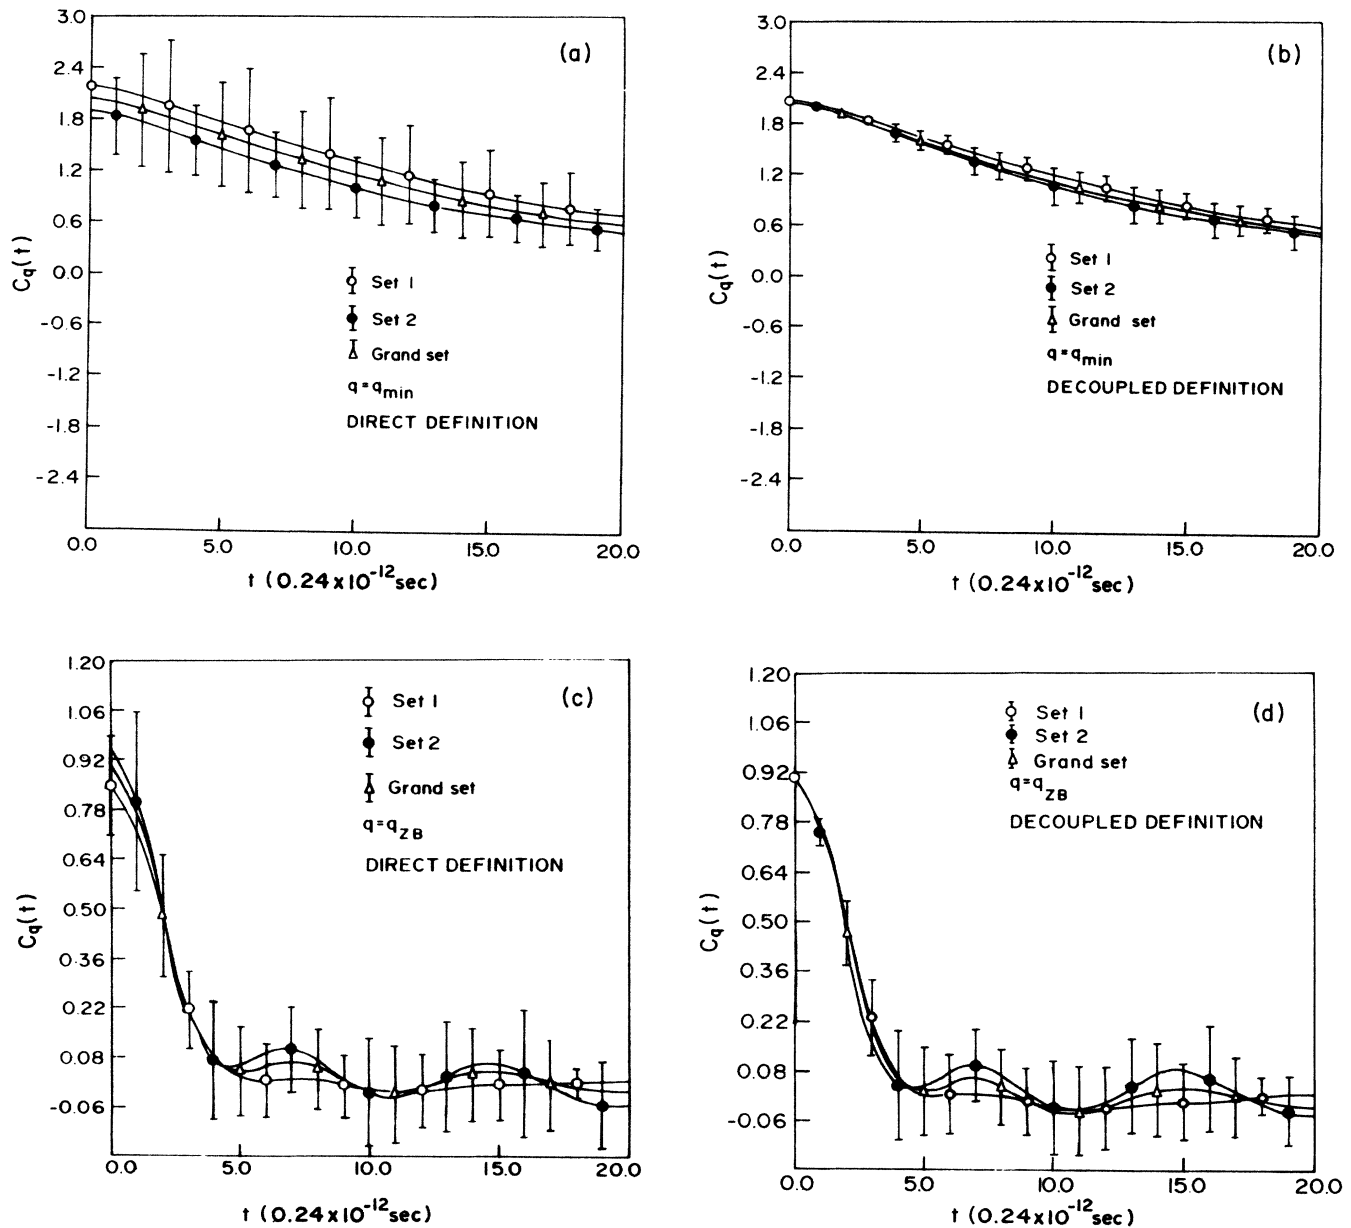 3.0
2.4
1.8
1.2
0.6
0.0
-0.6
-1.2
-1.8
-2.4
Cq(t)
(a)
Set 1
Set 2
Grand set
q=qmin
DIRECT DEFINITION
0.0 5.0 10.0 15.0 20.0
t (0.24x10-12sec)
3.0
2.4
1.8
1.2
0.6
0.0
-0.6
-1.2
-1.8
-2.4
Cq(t)
(b)
Set 1
Set 2
Grand set
q=qmin
DECOUPLED DEFINITION
0.0 5.0 10.0 15.0 20.0
t (0.24x10-12sec)
1.20
1.06
0.92
0.78
0.64
0.50
0.36
0.22
0.08
-0.06
Cq(t)
(c)
Set 1
Set 2
Grand set
q=qZB
DIRECT DEFINITION
0.0 5.0 10.0 15.0 20.0
t (0.24x10-12sec)
1.20
1.06
0.92
0.78
0.64
0.50
0.36
0.22
0.08
-0.06
Cq(t)
(d)
Set 1
Set 2
Grand set
q=qZB
DECOUPLED DEFINITION
0.0 5.0 10.0 15.0 20.0
t (0.24x10-12sec)